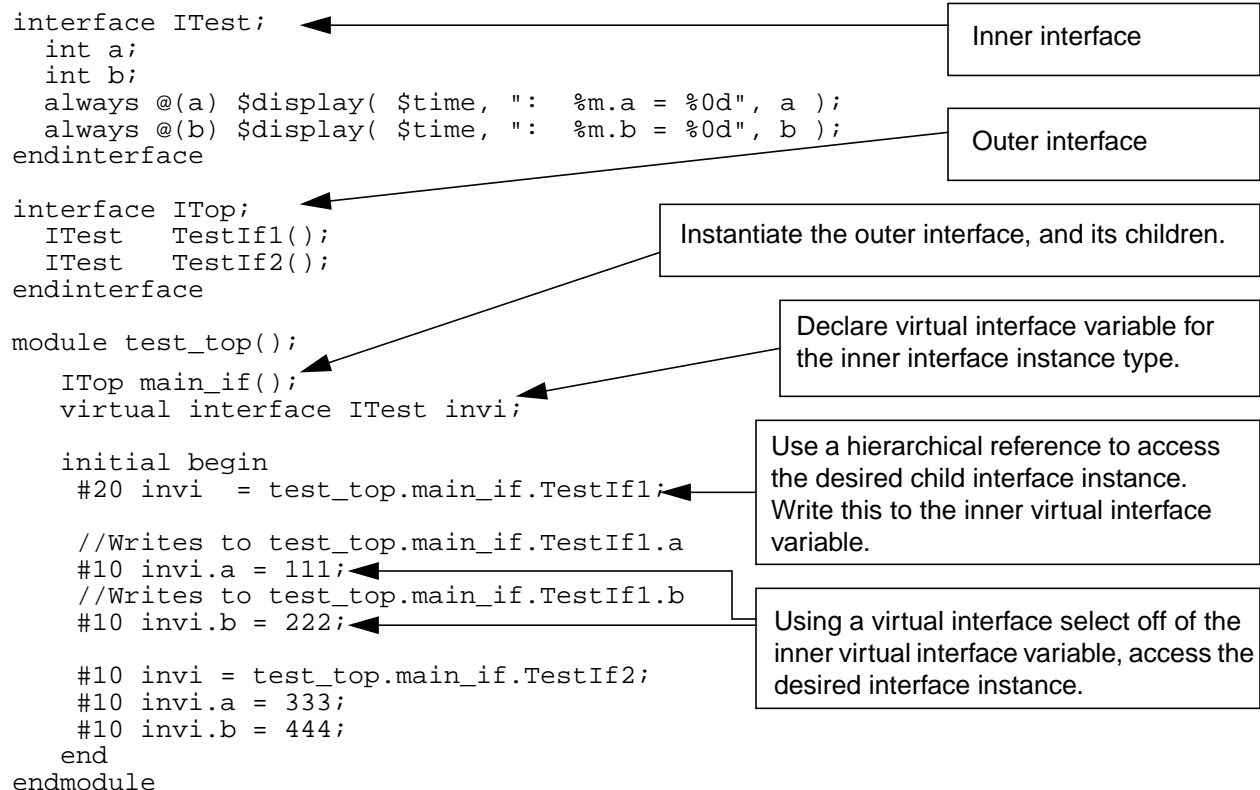 interface ITest;
  int a;
  int b;
  always @(a) $display( $time, ":  %m.a = %0d", a );
  always @(b) $display( $time, ":  %m.b = %0d", b );
endinterface
interface ITop;
  ITest   TestIf1();
  ITest   TestIf2();
endinterface
module test_top();
   ITop main_if();
   virtual interface ITest invi;
   initial begin
    #20 invi  = test_top.main_if.TestIf1;
    //Writes to test_top.main_if.TestIf1.a
    #10 invi.a = 111;
    //Writes to test_top.main_if.TestIf1.b
    #10 invi.b = 222;
    #10 invi = test_top.main_if.TestIf2;
    #10 invi.a = 333;
    #10 invi.b = 444;
   end
endmodule
Inner interface
Outer interface
Instantiate the outer interface, and its children.
Declare virtual interface variable for
the inner interface instance type.
Use a hierarchical reference to access
the desired child interface instance.
Write this to the inner virtual interface
variable.
Using a virtual interface select off of the
inner virtual interface variable, access the
desired interface instance.